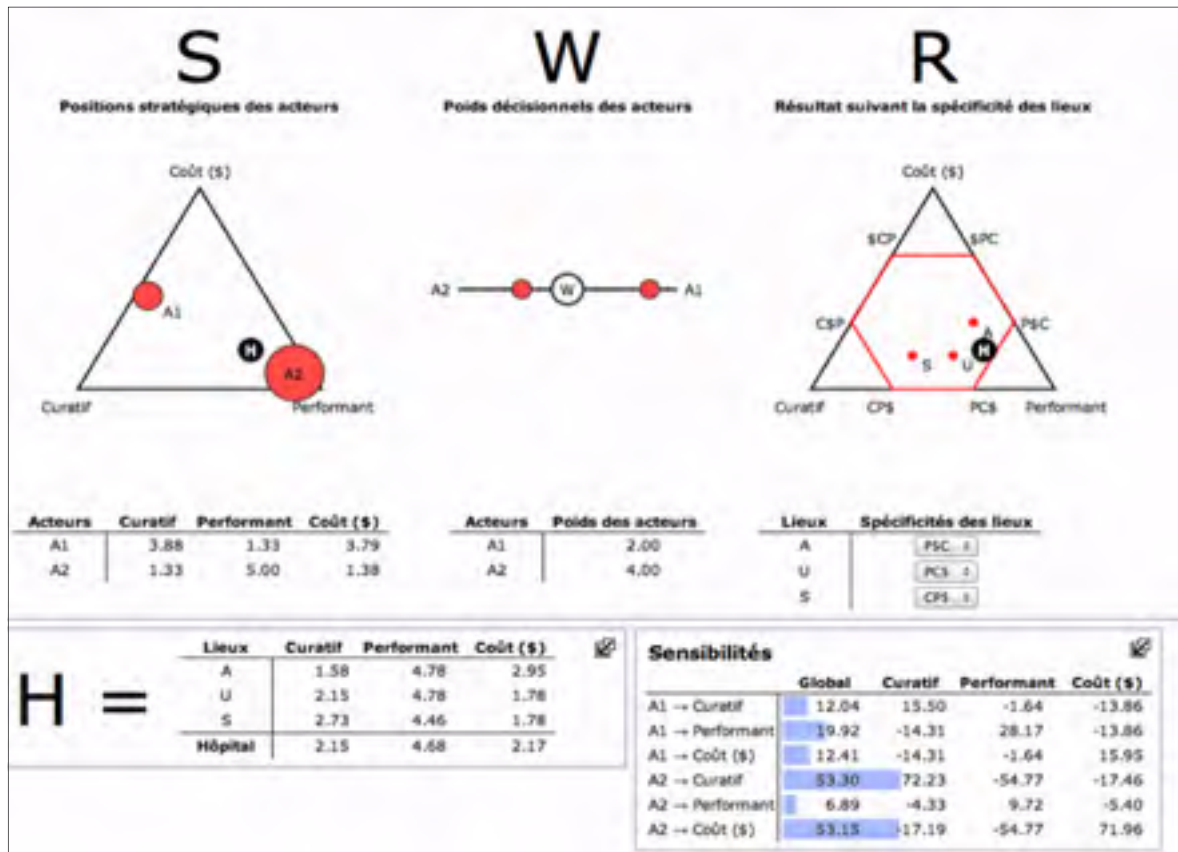 S W R
Positions stratégiques des acteurs Poids décisionnels des acteurs Résultat suivant la spécificité des lieux
Coût ($) Coût ($)
$CP $PC
A2 W A1
A1
C$P P$C
A
H H
A2 S U
Curatif Performant Curatif CP$ PC$ Performant
Acteurs Curatif Performant Coût ($)
A1 3.88 1.33 3.79
A2 1.33 5.00 1.38
Acteurs Poids des acteurs
A1 2.00
A2 4.00
Lieux Spécificités des lieux
A P$C
U PC$
S CP$
H =
Lieux Curatif Performant Coût ($)
A 1.58 4.78 2.95
U 2.15 4.78 1.78
S 2.73 4.46 1.78
Hôpital 2.15 4.68 2.17
Sensibilités
Global Curatif Performant Coût ($)
A1 → Curatif 12.04 15.50 -1.64 -13.86
A1 → Performant 19.92 -14.31 28.17 -13.86
A1 → Coût ($) 12.41 -14.31 -1.64 15.95
A2 → Curatif 53.30 72.23 -54.77 -17.46
A2 → Performant 6.89 -4.33 9.72 -5.40
A2 → Coût ($) 53.15 -17.19 -54.77 71.96